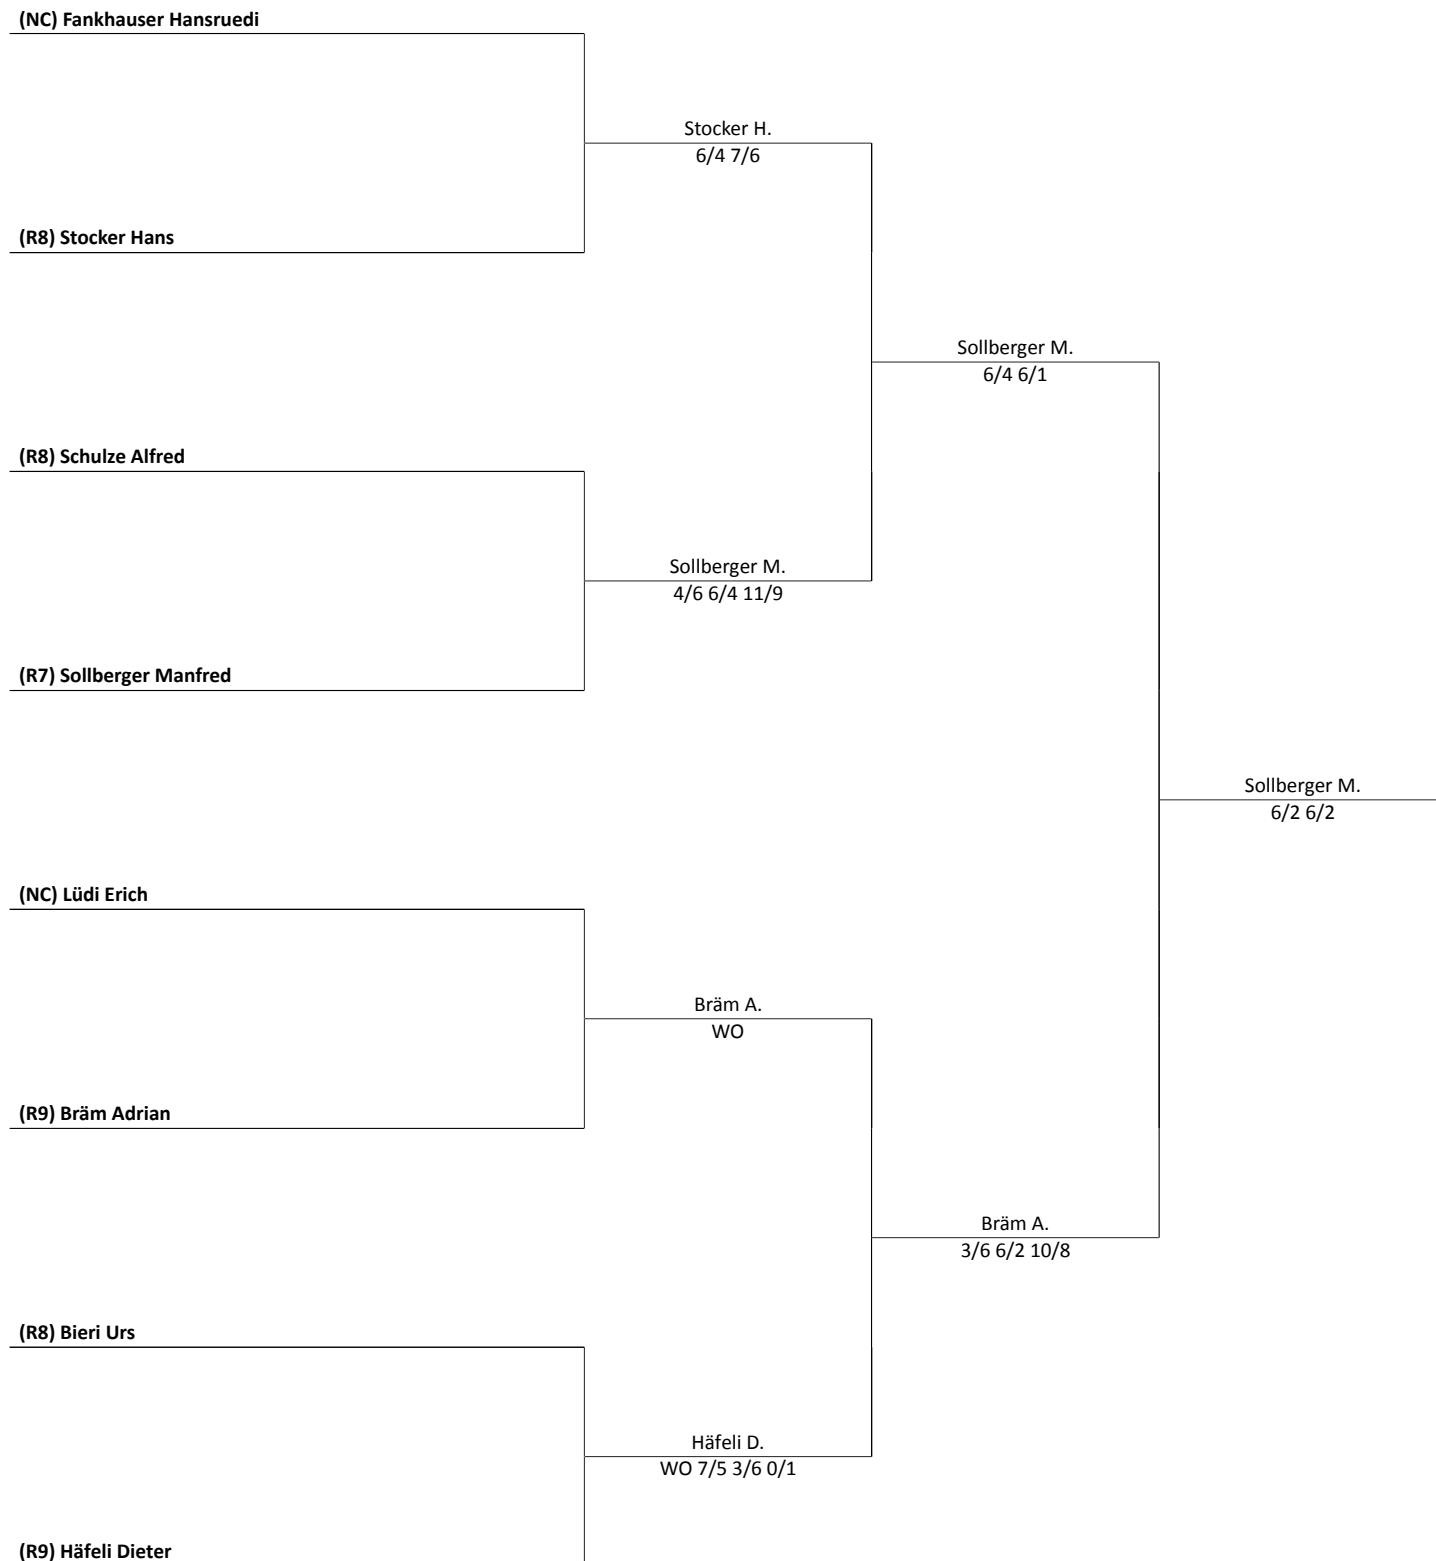 (NC) Fankhauser Hansruedi
Stocker H.
6/4 7/6
(R8) Stocker Hans
Sollberger M.
6/4 6/1
(R8) Schulze Alfred
Sollberger M.
4/6 6/4 11/9
(R7) Sollberger Manfred
Sollberger M.
6/2 6/2
(NC) Lüdi Erich
Bräm A.
WO
(R9) Bräm Adrian
Bräm A.
3/6 6/2 10/8
(R8) Bieri Urs
Häfeli D.
WO 7/5 3/6 0/1
(R9) Häfeli Dieter